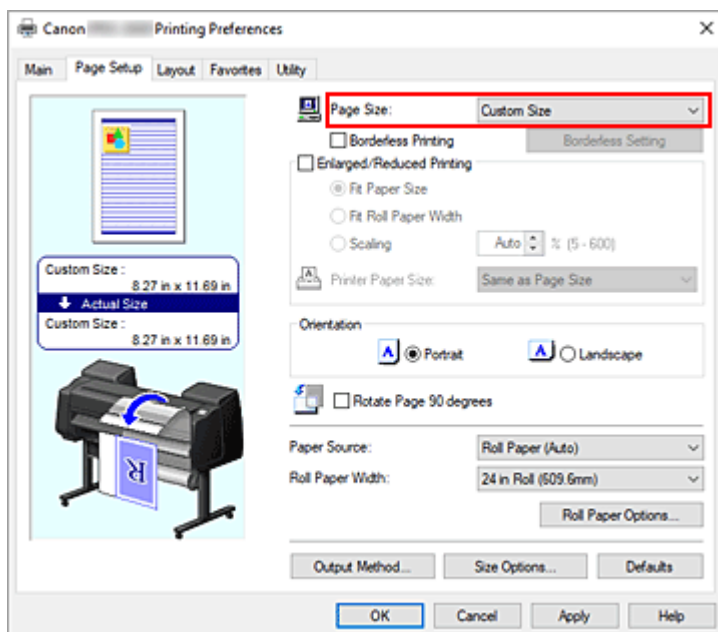 Canon Printing Preferences
Main Page Setup Layout Favorites Utility
Page Size: Custom Size
Borderless Printing Borderless Setting
Enlarged/Reduced Printing
Fit Paper Size
Fit Roll Paper Width
Scaling Auto % (5 - 600)
Printer Paper Size: Same as Page Size
Custom Size :
8.27 in x 11.69 in
Actual Size
Custom Size :
8.27 in x 11.69 in
Orientation
A Portrait A Landscape
Rotate Page 90 degrees
R
Paper Source: Roll Paper (Auto)
Roll Paper Width: 24 in Roll (609.6mm)
Roll Paper Options...
Output Method... Size Options... Defaults
OK Cancel Apply Help